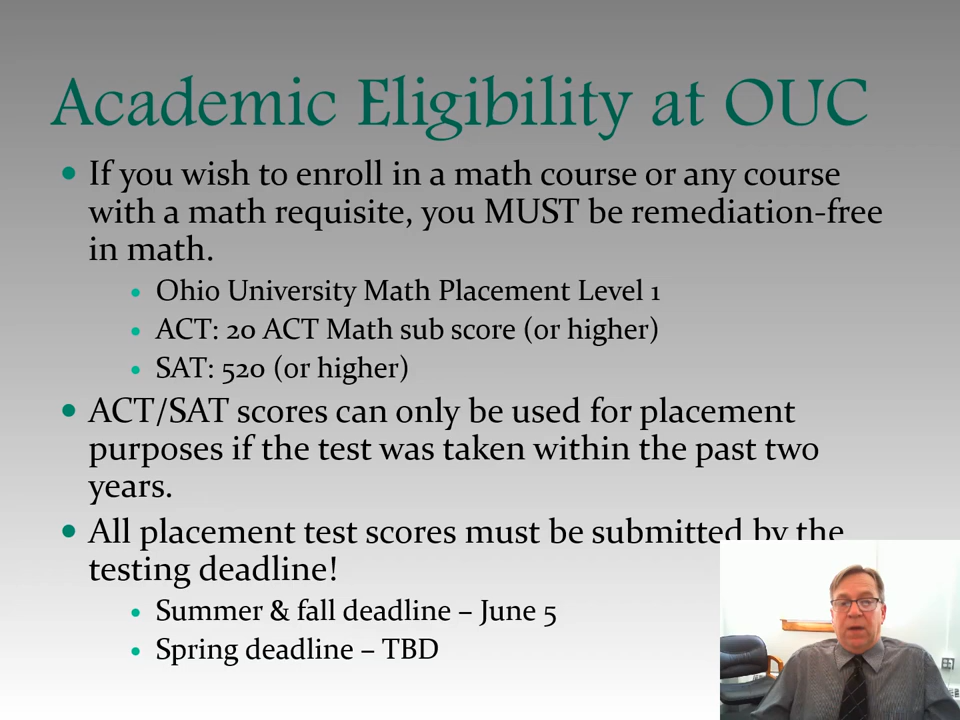 Academic Eligibility at OUC
• If you wish to enroll in a math course or any course
with a math requisite, you MUST be remediation-free
in math.
• Ohio University Math Placement Level 1
• ACT: 20 ACT Math sub score (or higher)
• SAT: 520 (or higher)
• ACT/SAT scores can only be used for placement
purposes if the test was taken within the past two
years.
• All placement test scores must be submitted by the
testing deadline!
• Summer & fall deadline – June 5
• Spring deadline – TBD